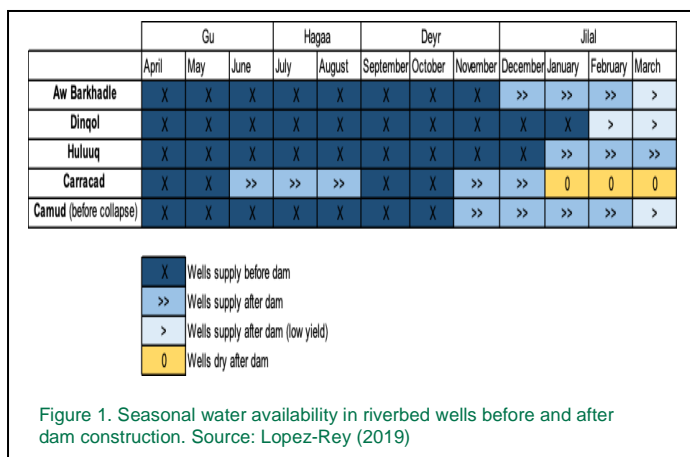 Gu Hagaa Deyr Jilal
April May June July August September October November December January February March
Aw Barkhadle X X X X X X X X >> >> >> >
Dinqol X X X X X X X X X X > >
Huluuq X X X X X X X X X >> >> >>
Carracad X X >> >> >> X X >> >> 0 0 0
Camud (before collapse) X X X X X X X >> >> >> >> >
X Wells supply before dam
>> Wells supply after dam
> Wells supply after dam (low yield)
0 Wells dry after dam
Figure 1. Seasonal water availability in riverbed wells before and after
dam construction. Source: Lopez-Rey (2019)